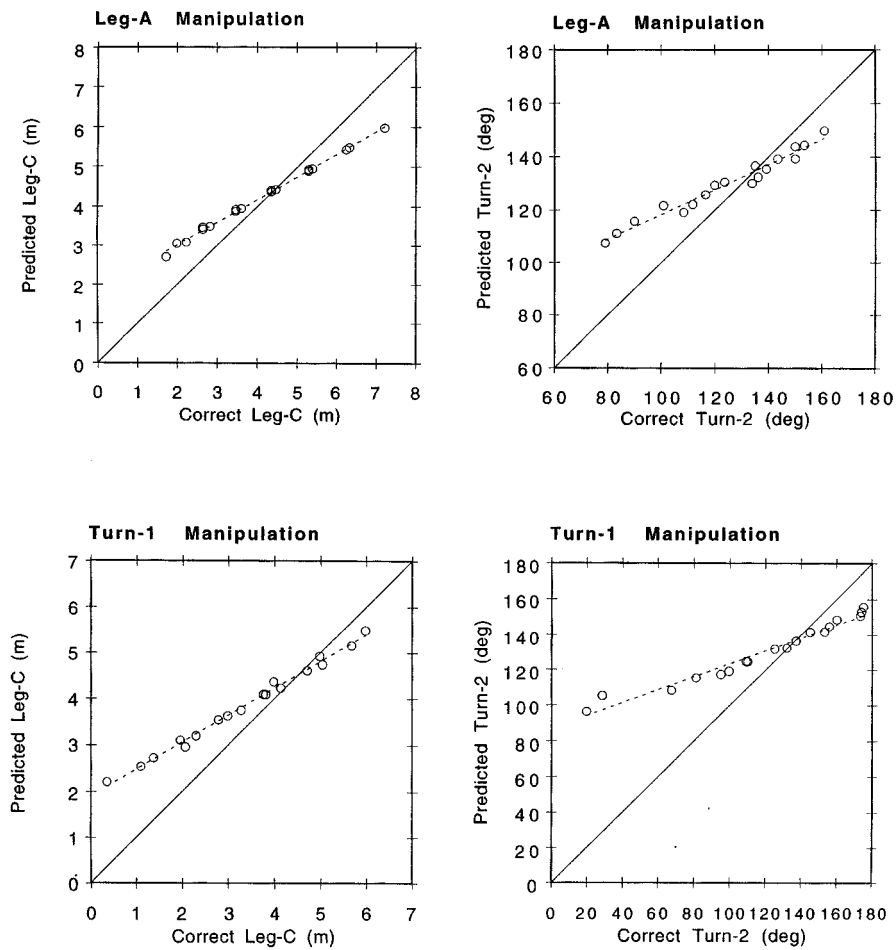 Leg-A Manipulation
8
7
6
5
4
3
2
1
0
Predicted Leg-C (m)
0 1 2 3 4 5 6 7 8
Correct Leg-C (m)
Leg-A Manipulation
180
160
140
120
100
80
60
Predicted Turn-2 (deg)
60 80 100 120 140 160 180
Correct Turn-2 (deg)
Turn-1 Manipulation
7
6
5
4
3
2
1
0
Predicted Leg-C (m)
0 1 2 3 4 5 6 7
Correct Leg-C (m)
Turn-1 Manipulation
180
160
140
120
100
80
60
40
20
0
Predicted Turn-2 (deg)
0 20 40 60 80 100 120 140 160 180
Correct Turn-2 (deg)